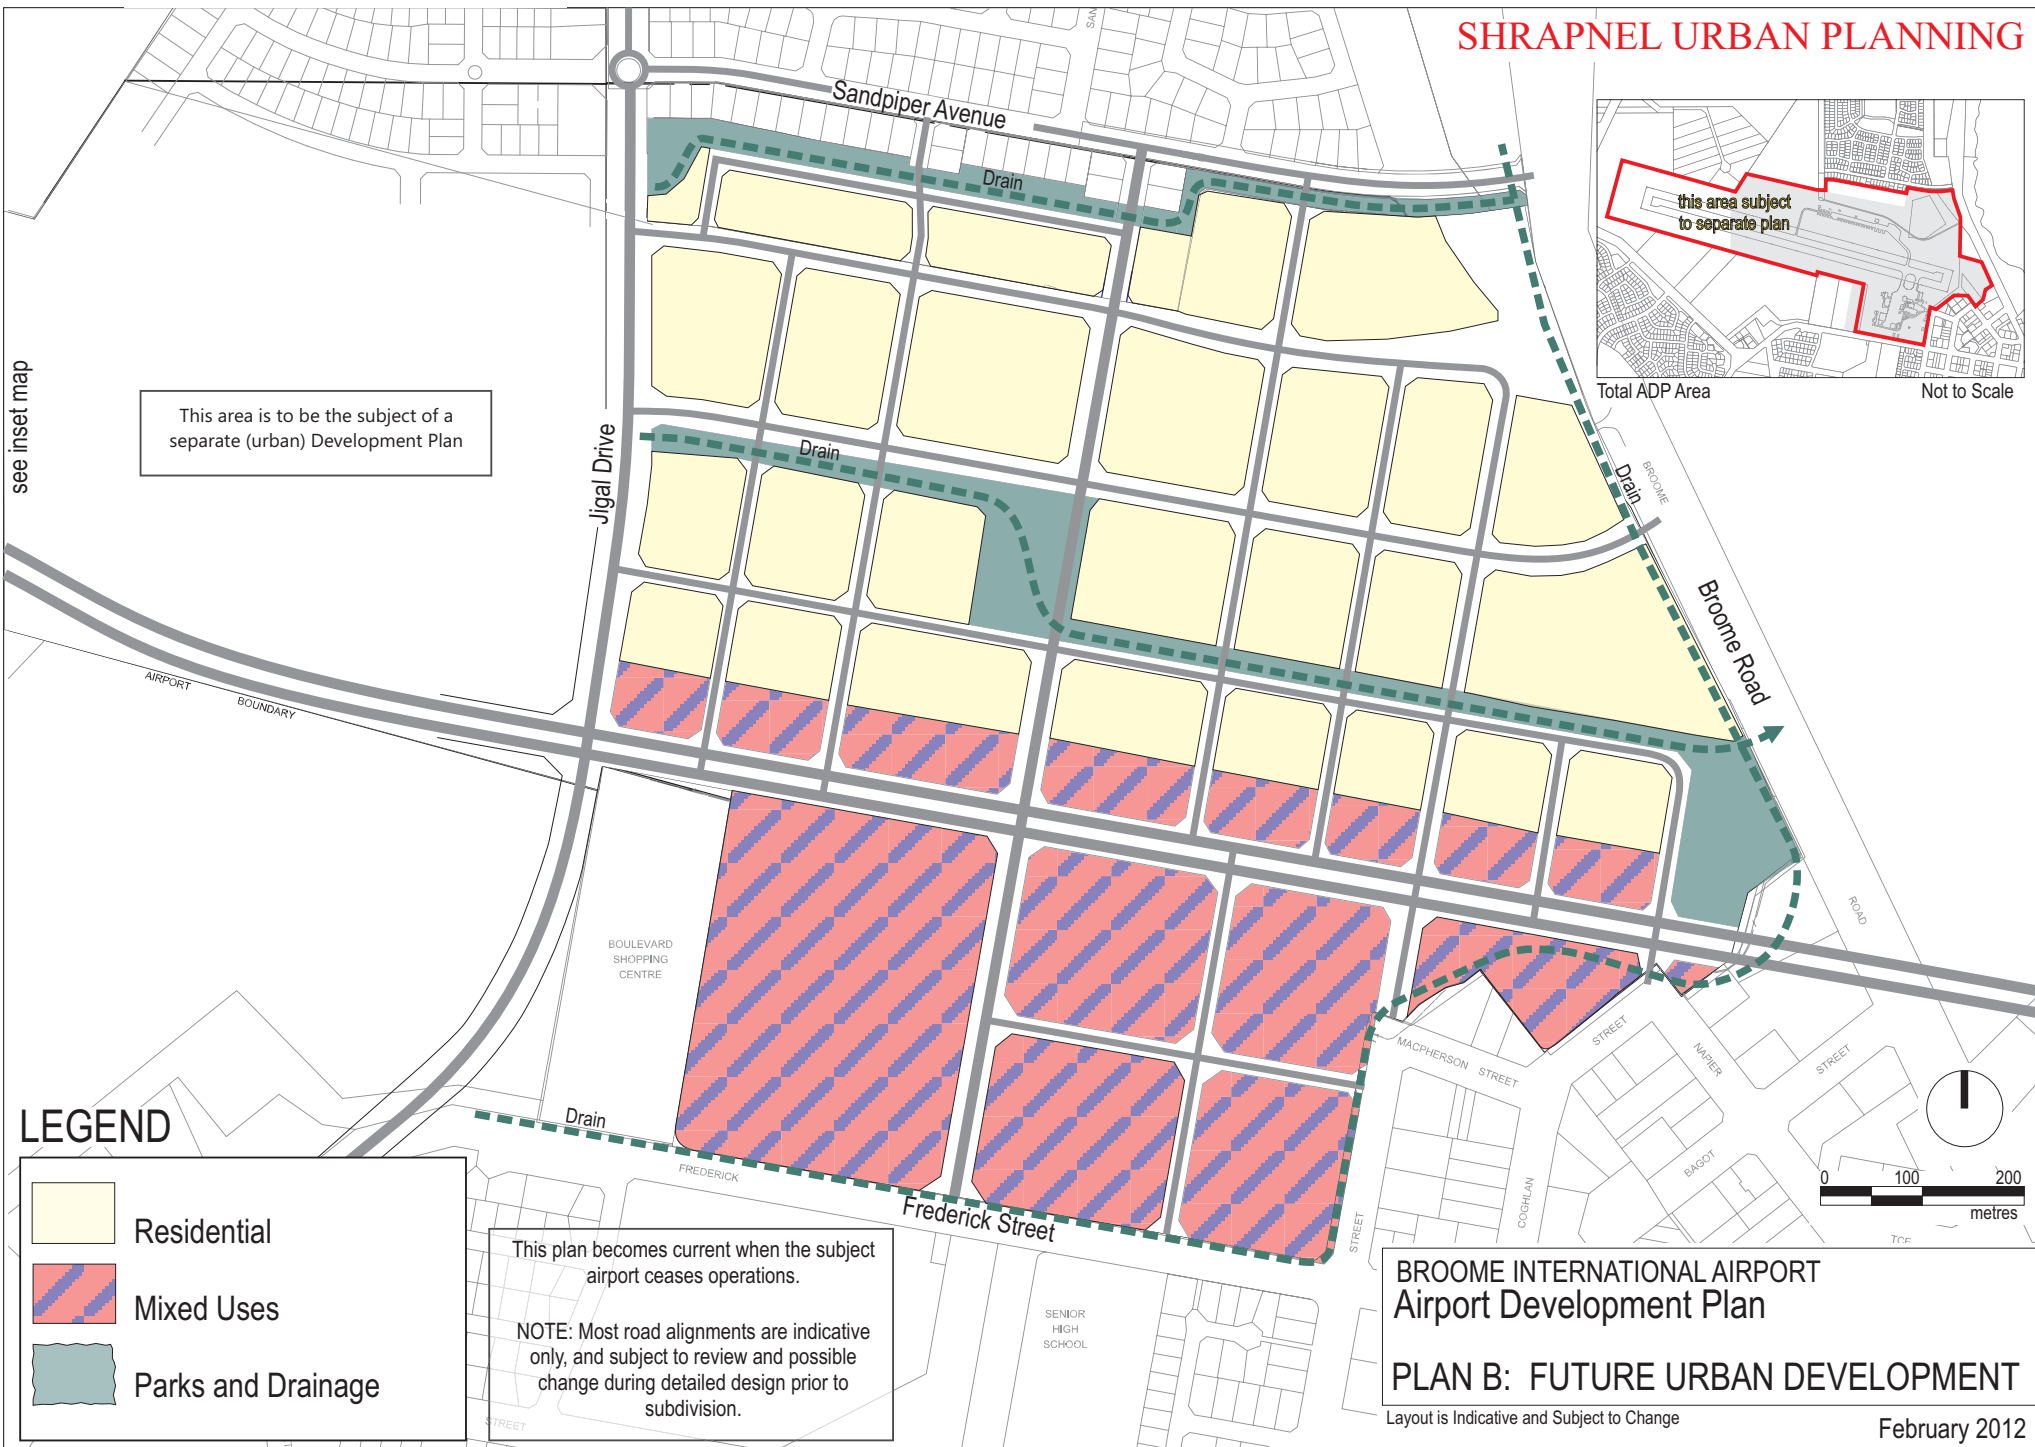 SHRAPNEL URBAN PLANNING
SAN
Sandpiper Avenue
Drain
this area subject
to separate plan
Total ADP Area
Not to Scale
see inset map
This area is to be the subject of a
separate (urban) Development Plan
Jigal Drive
Drain
Drain
BROOME
Broome Road
AIRPORT
BOUNDARY
ROAD
BOULEVARD
SHOPPING
CENTRE
MACPHERSON STREET
STREET
NAPIER
STREET
BAGOT
COGHLAN
STREET
TCE
0 100 200
metres
Drain
FREDERICK
Frederick Street
LEGEND
Residential
Mixed Uses
Parks and Drainage
STREET
This plan becomes current when the subject
airport ceases operations.
NOTE: Most road alignments are indicative
only, and subject to review and possible
change during detailed design prior to
subdivision.
SENIOR
HIGH
SCHOOL
BROOME INTERNATIONAL AIRPORT
Airport Development Plan
PLAN B: FUTURE URBAN DEVELOPMENT
Layout is Indicative and Subject to Change
February 2012